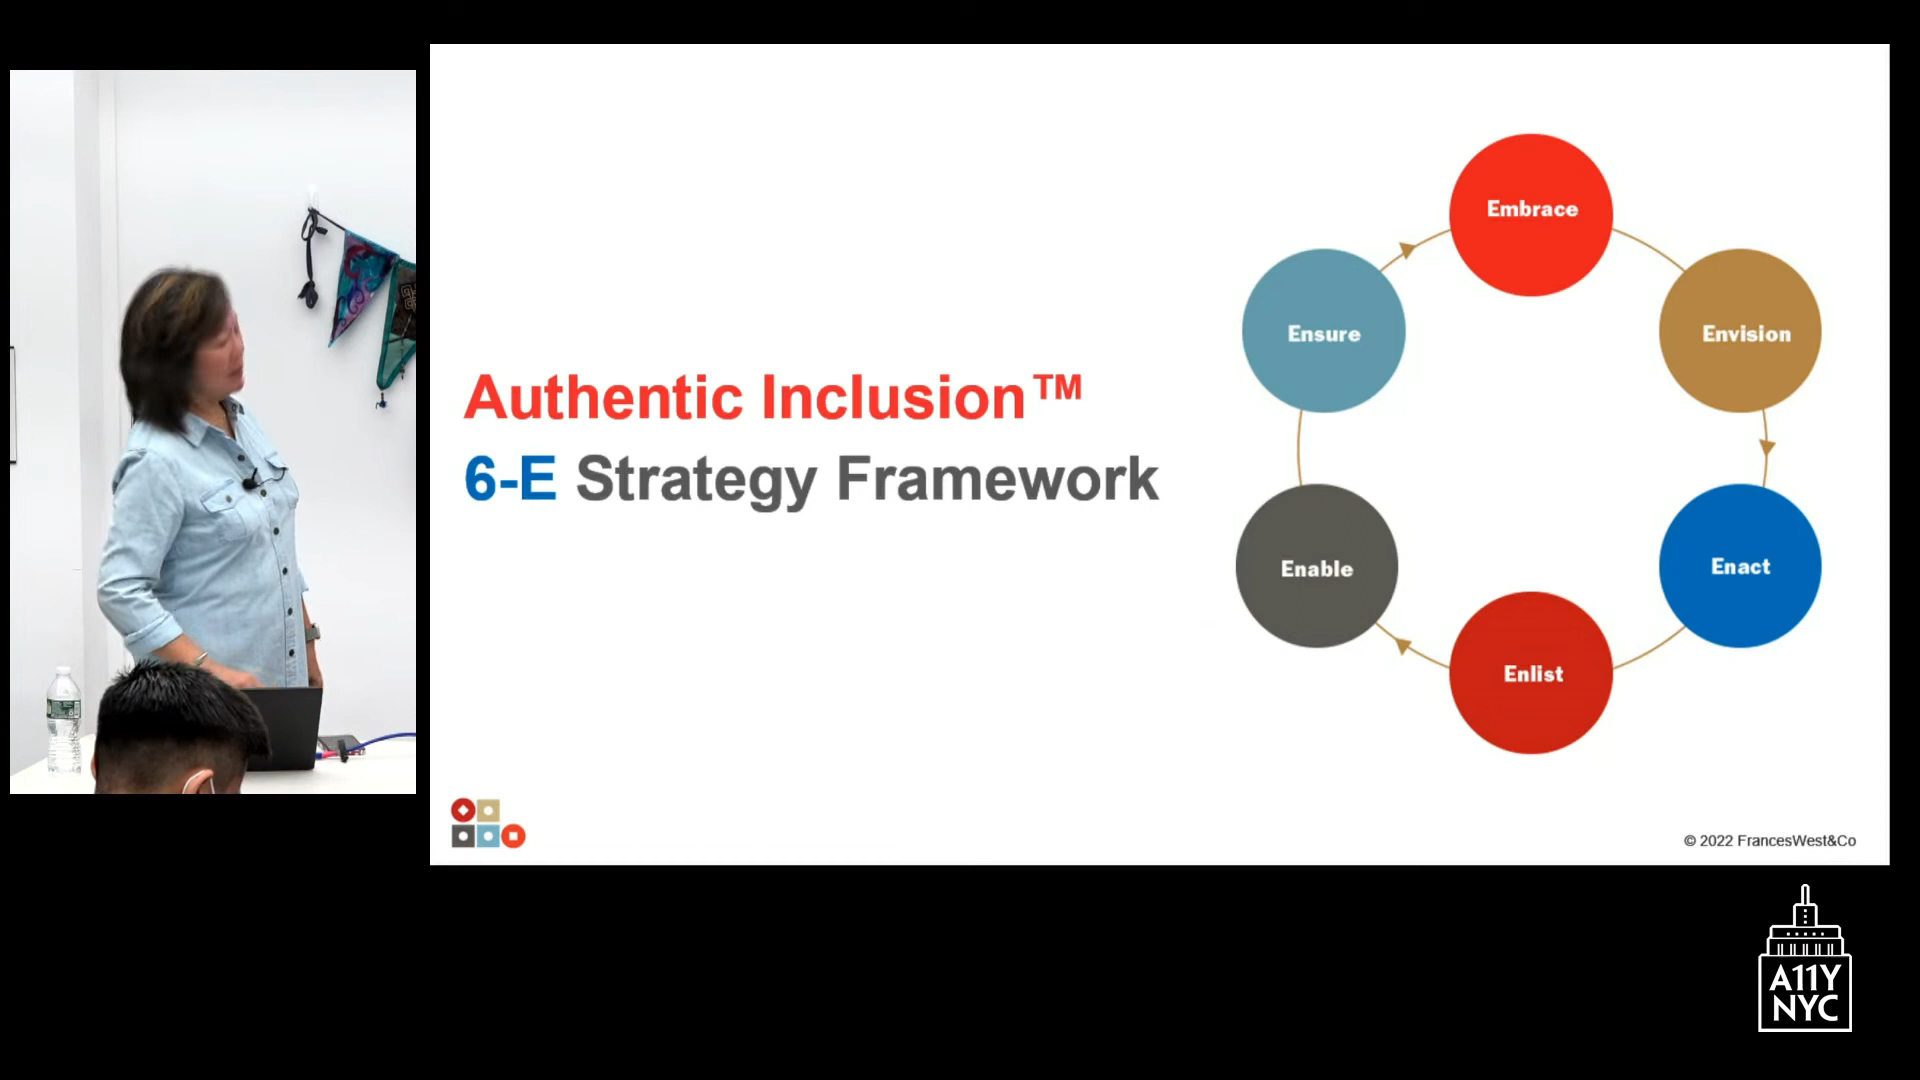 Authentic Inclusion™
6-E Strategy Framework
Embrace
Envision
Enact
Enlist
Enable
Ensure
© 2022 FrancesWest&Co
A11Y
NYC